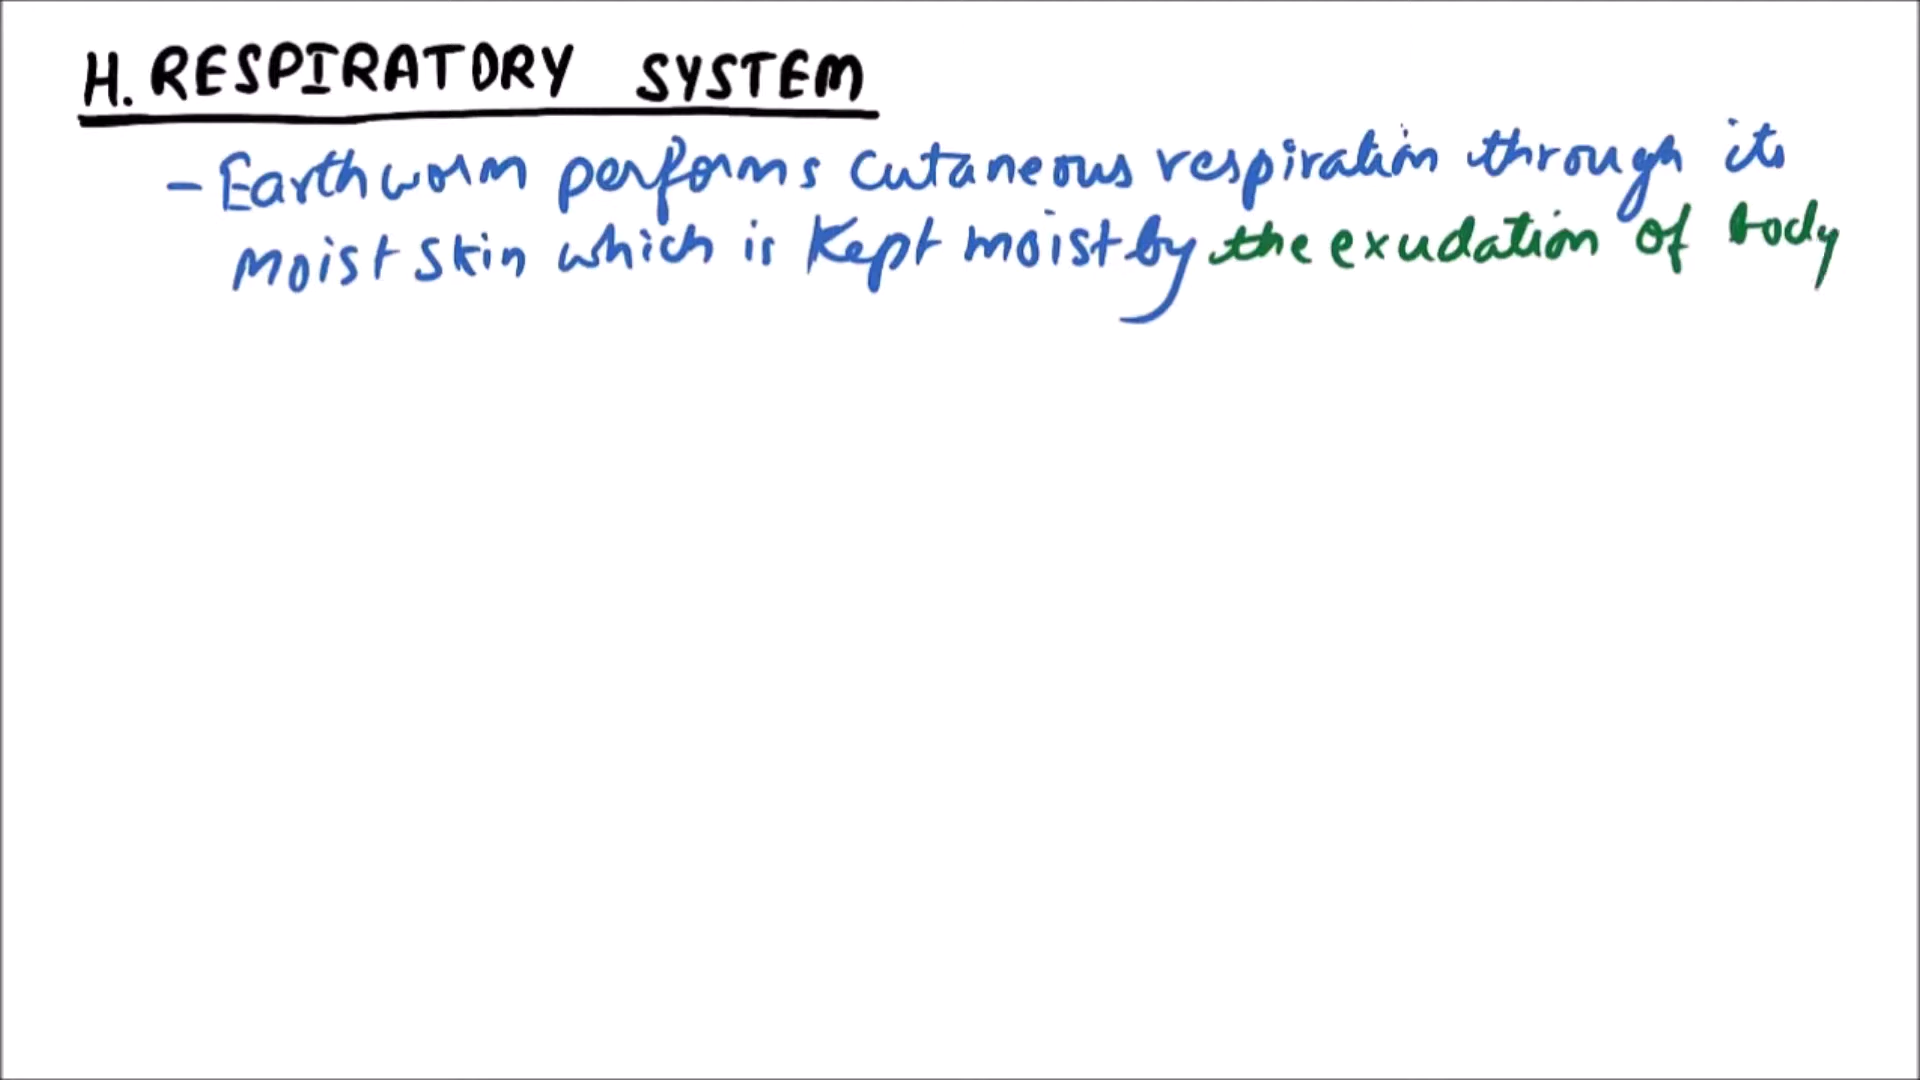 H. RESPIRATORY SYSTEM
- Earthworm performs cutaneous respiration through its
moist skin which is Kept moist by the exudation of body